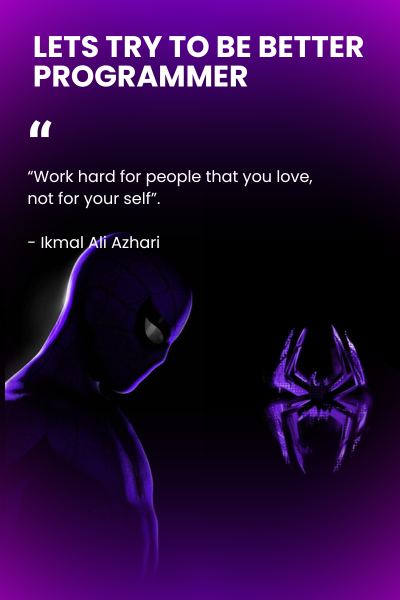 LETS TRY TO BE BETTER
PROGRAMMER
“
“Work hard for people that you love,
not for your self”.
- Ikmal Ali Azhari